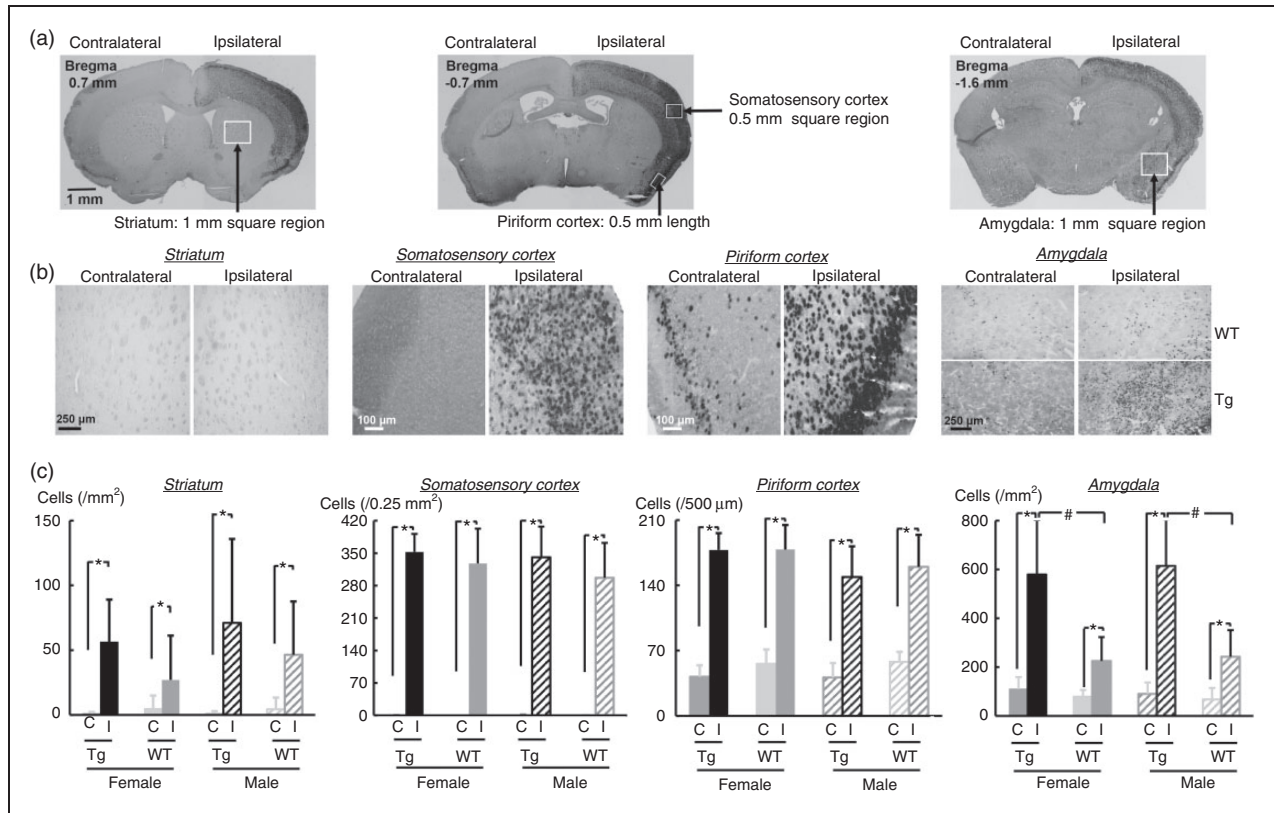 (a)
Contralateral Ipsilateral
Bregma
0.7 mm
1 mm
Striatum: 1 mm square region
Contralateral Ipsilateral
Bregma
-0.7 mm
Somatosensory cortex
0.5 mm square region
Piriform cortex: 0.5 mm length
Contralateral Ipsilateral
Bregma
-1.6 mm
Amygdala: 1 mm square region
(b)
Striatum
Contralateral Ipsilateral
250 µm
Somatosensory cortex
Contralateral Ipsilateral
100 µm
Piriform cortex
Contralateral Ipsilateral
100 µm
Amygdala
Contralateral Ipsilateral
WT
Tg
250 µm
(c)
Striatum
Cells (/mm²)
150
100
50
0
* * * *
C I C I C I C I
Tg WT Tg WT
Female Male
Somatosensory cortex
Cells (/0.25 mm²)
420
350
280
210
140
70
0
* * * *
C I C I C I C I
Tg WT Tg WT
Female Male
Piriform cortex
Cells (/500 µm)
210
140
70
0
* * * *
C I C I C I C I
Tg WT Tg WT
Female Male
Amygdala
Cells (/mm²)
800
600
400
200
0
* # * * # *
C I C I C I C I
Tg WT Tg WT
Female Male